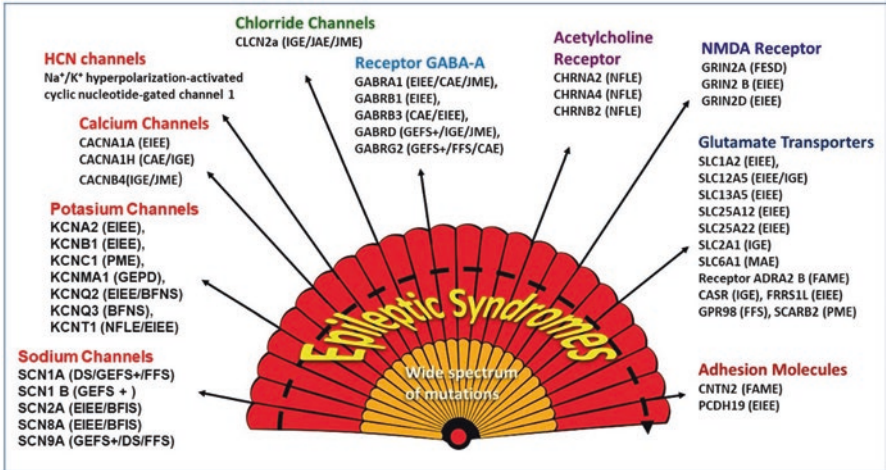 Chlorride Channels
CLCN2a (IGE/JAE/JME)
HCN channels
Na⁺/K⁺ hyperpolarization-activated
cyclic nucleotide-gated channel 1
Calcium Channels
CACNA1A (EIEE)
CACNA1H (CAE/IGE)
CACNB4(IGE/JME)
Potasium Channels
KCNA2 (EIEE),
KCNB1 (EIEE),
KCNC1 (PME),
KCNMA1 (GEPD),
KCNQ2 (EIEE/BFNS)
KCNQ3 (BFNS),
KCNT1 (NFLE/EIEE)
Sodium Channels
SCN1A (DS/GEFS+/FFS)
SCN1 B (GEFS + )
SCN2A (EIEE/BFIS)
SCN8A (EIEE/BFIS)
SCN9A (GEFS+/DS/FFS)
Receptor GABA-A
GABRA1 (EIEE/CAE/JME),
GABRB1 (EIEE),
GABRB3 (CAE/EIEE),
GABRD (GEFS+/IGE/JME),
GABRG2 (GEFS+/FFS/CAE)
Acetylcholine
Receptor
CHRNA2 (NFLE)
CHRNA4 (NFLE)
CHRNB2 (NFLE)
NMDA Receptor
GRIN2A (FESD)
GRIN2 B (EIEE)
GRIN2D (EIEE)
Glutamate Transporters
SLC1A2 (EIEE),
SLC12A5 (EIEE/IGE)
SLC13A5 (EIEE)
SLC25A12 (EIEE)
SLC25A22 (EIEE)
SLC2A1 (IGE)
SLC6A1 (MAE)
Receptor ADRA2 B (FAME)
CASR (IGE), FRRS1L (EIEE)
GPR98 (FFS), SCARB2 (PME)
Adhesion Molecules
CNTN2 (FAME)
PCDH19 (EIEE)
Epileptic Syndromes
Wide spectrum
of mutations